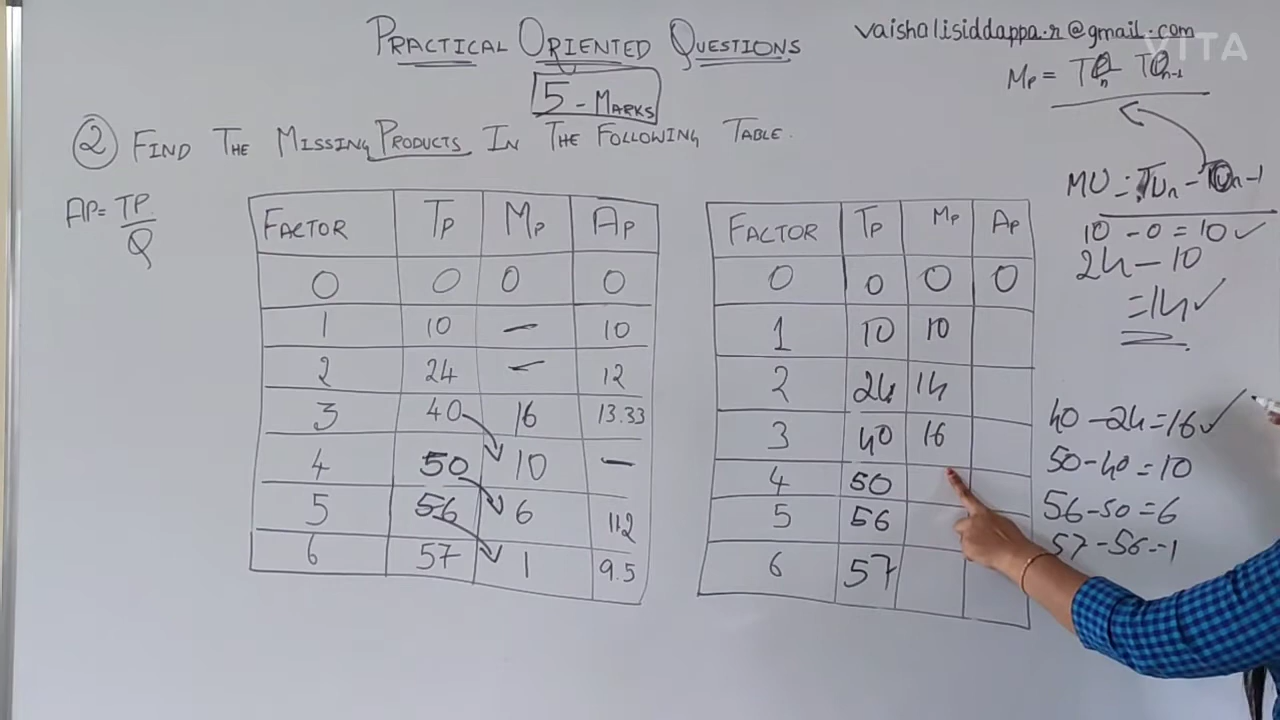 PRACTICAL ORIENTED QUESTIONS
5 - MARKS
vaishalisiddappa.r@gmail.com
VITA
② FIND THE MISSING PRODUCTS IN THE FOLLOWING TABLE.
AP = TP
Q
FACTOR TP MP AP
0 0 0 0
1 10 – 10
2 24 – 12
3 40 16 13.33
4 50 10 –
5 56 6 11.2
6 57 1 9.5
FACTOR TP MP AP
0 0 0 0
1 10 10
2 24 14
3 40 16
4 50
5 56
6 57
MU = TUn - TUn-1
10 - 0 = 10 ✓
24 - 10
= 14 ✓
40 - 24 = 16 ✓
50 - 40 = 10
56 - 50 = 6
57 - 56 = 1